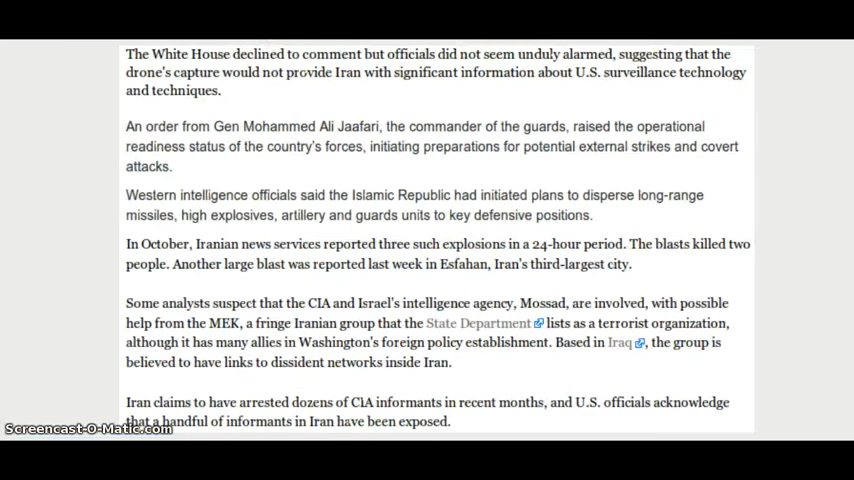 The White House declined to comment but officials did not seem unduly alarmed, suggesting that the
drone's capture would not provide Iran with significant information about U.S. surveillance technology
and techniques.
An order from Gen Mohammed Ali Jaafari, the commander of the guards, raised the operational
readiness status of the country's forces, initiating preparations for potential external strikes and covert
attacks.
Western intelligence officials said the Islamic Republic had initiated plans to disperse long-range
missiles, high explosives, artillery and guards units to key defensive positions.
In October, Iranian news services reported three such explosions in a 24-hour period. The blasts killed two
people. Another large blast was reported last week in Esfahan, Iran's third-largest city.
Some analysts suspect that the CIA and Israel's intelligence agency, Mossad, are involved, with possible
help from the MEK, a fringe Iranian group that the State Department lists as a terrorist organization,
although it has many allies in Washington's foreign policy establishment. Based in Iraq, the group is
believed to have links to dissident networks inside Iran.
Iran claims to have arrested dozens of CIA informants in recent months, and U.S. officials acknowledge
that a handful of informants in Iran have been exposed.
Screencast-O-Matic.com